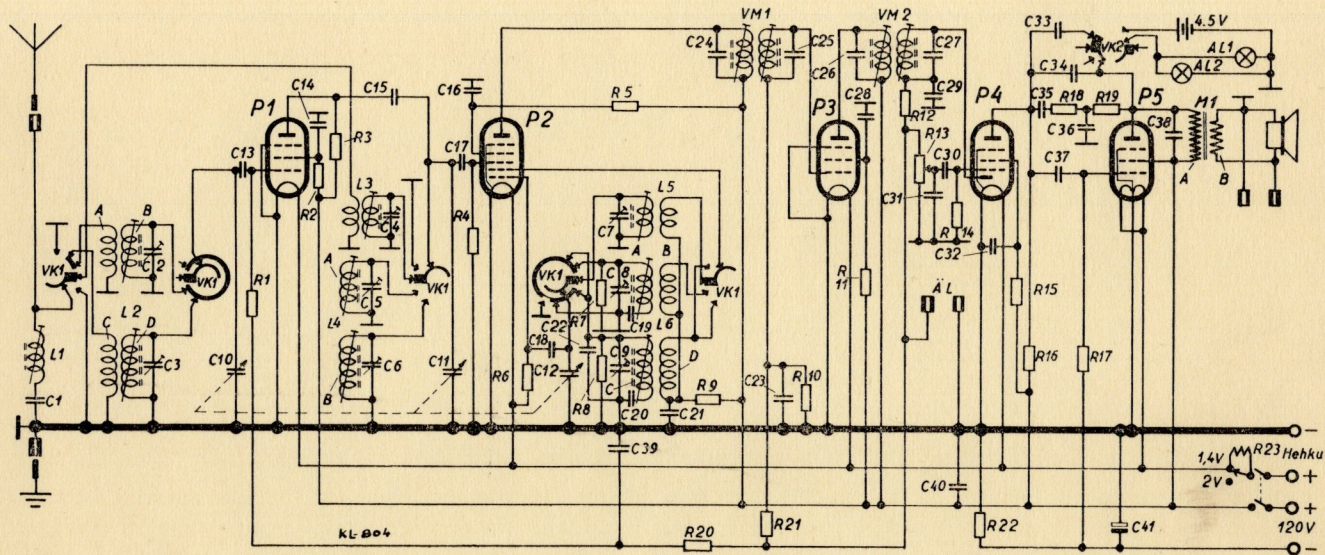 VM1
VM2
C33
4.5V
C24
C25
C26
C27
VK2
AL1
AL2
C34
C14
C15
C16
R5
P1
P2
P3
P4
P5
C28
C29
R12
C35
R18
R19
M1
C36
C38
R3
R13
C13
C17
C30
C37
A
B
R2
L3
C4
R4
L5
C31
R14
C32
A
B
VK1
C2
VK1
R1
A
C5
VK1
C7
A
B
VK1
C8
VK1
R11
ÄL
R15
L2
L4
C22
R7
C19
L6
C
D
C18
L1
C3
C10
C6
C11
C12
C9
R6
R8
C
D
R9
C23
R10
R16
R17
C1
B
C20
C21
−
C39
1,4V
R23
Hehku
2V
+
C40
+
KL-804
R20
R21
R22
C41
120V
−